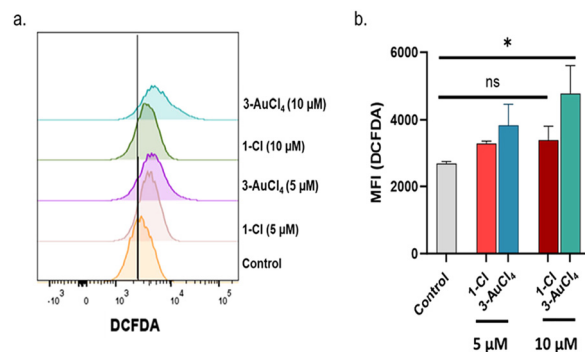 a.
3-AuCl₄ (10 µM)
1-Cl (10 µM)
3-AuCl₄ (5 µM)
1-Cl (5 µM)
Control
-10³ 0 10³ 10⁴ 10⁵
DCFDA
b.
MFI (DCFDA)
6000
4000
2000
0
*
ns
Control
1-Cl
3-AuCl₄
1-Cl
3-AuCl₄
5 µM 10 µM